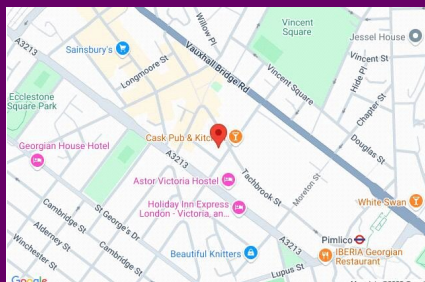 Willow Pl
Vincent
Square
Jessel House
A3213
Sainsbury's
Vauxhall Bridge Rd
Vincent St
Longmoore St
Hide Pl
Vincent Square
Ecclestone
Square Park
Chapter St
Cask Pub & Kitc
Douglas St
Georgian House Hotel
A3213
Astor Victoria Hostel
Tachbrook St
Moreton St
Holiday Inn Express
London - Victoria, an...
White Swan
Cambridge St
St George's Dr
Alderney St
A3213
Pimlico
Winchester St
Cambridge St
Beautiful Knitters
IBERIA Georgian
Restaurant
Lupus St
Google